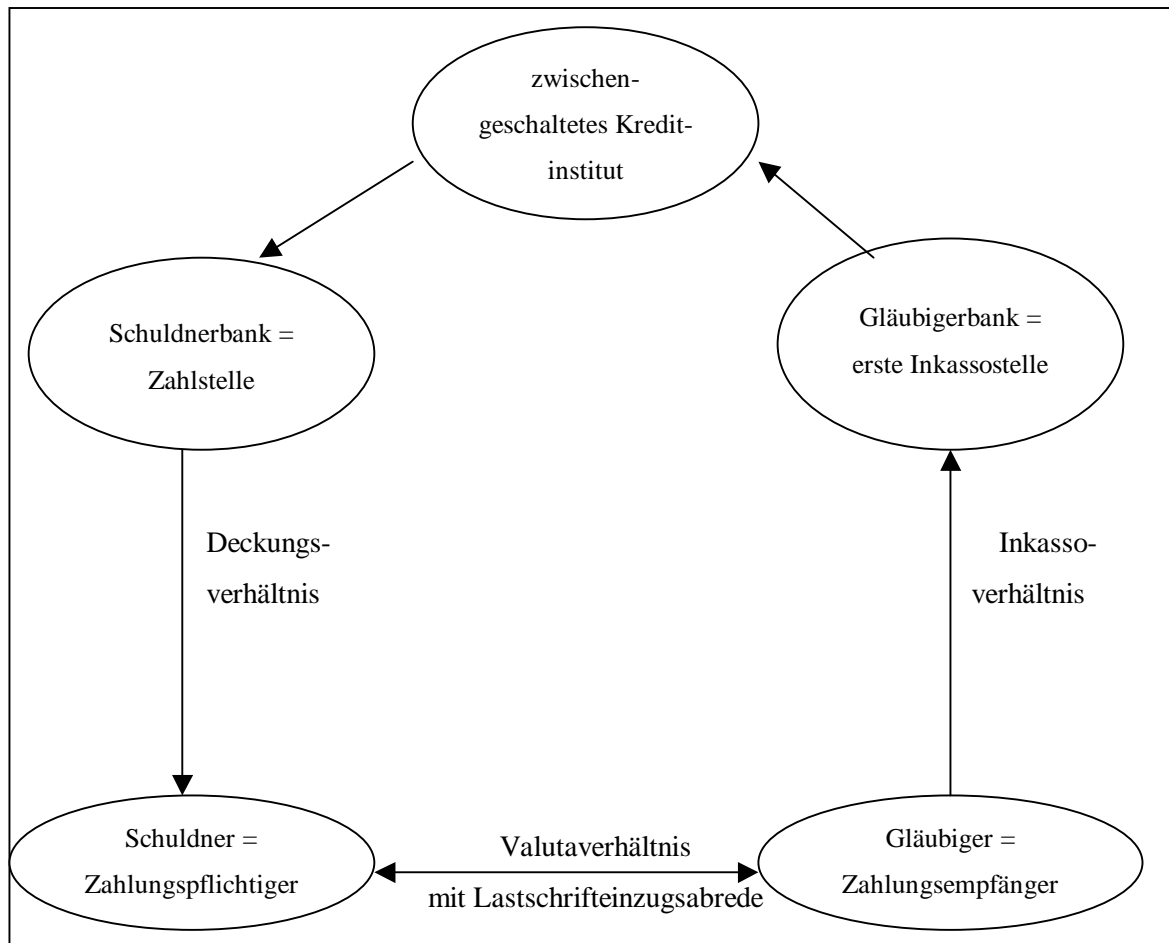 zwischen-
geschaltetes Kredit-
institut
Schuldnerbank =
Zahlstelle
Gläubigerbank =
erste Inkassostelle
Deckungs-
verhältnis
Inkasso-
verhältnis
Schuldner =
Zahlungspflichtiger
Valutaverhältnis
mit Lastschrifteinzugsabrede
Gläubiger =
Zahlungsempfänger